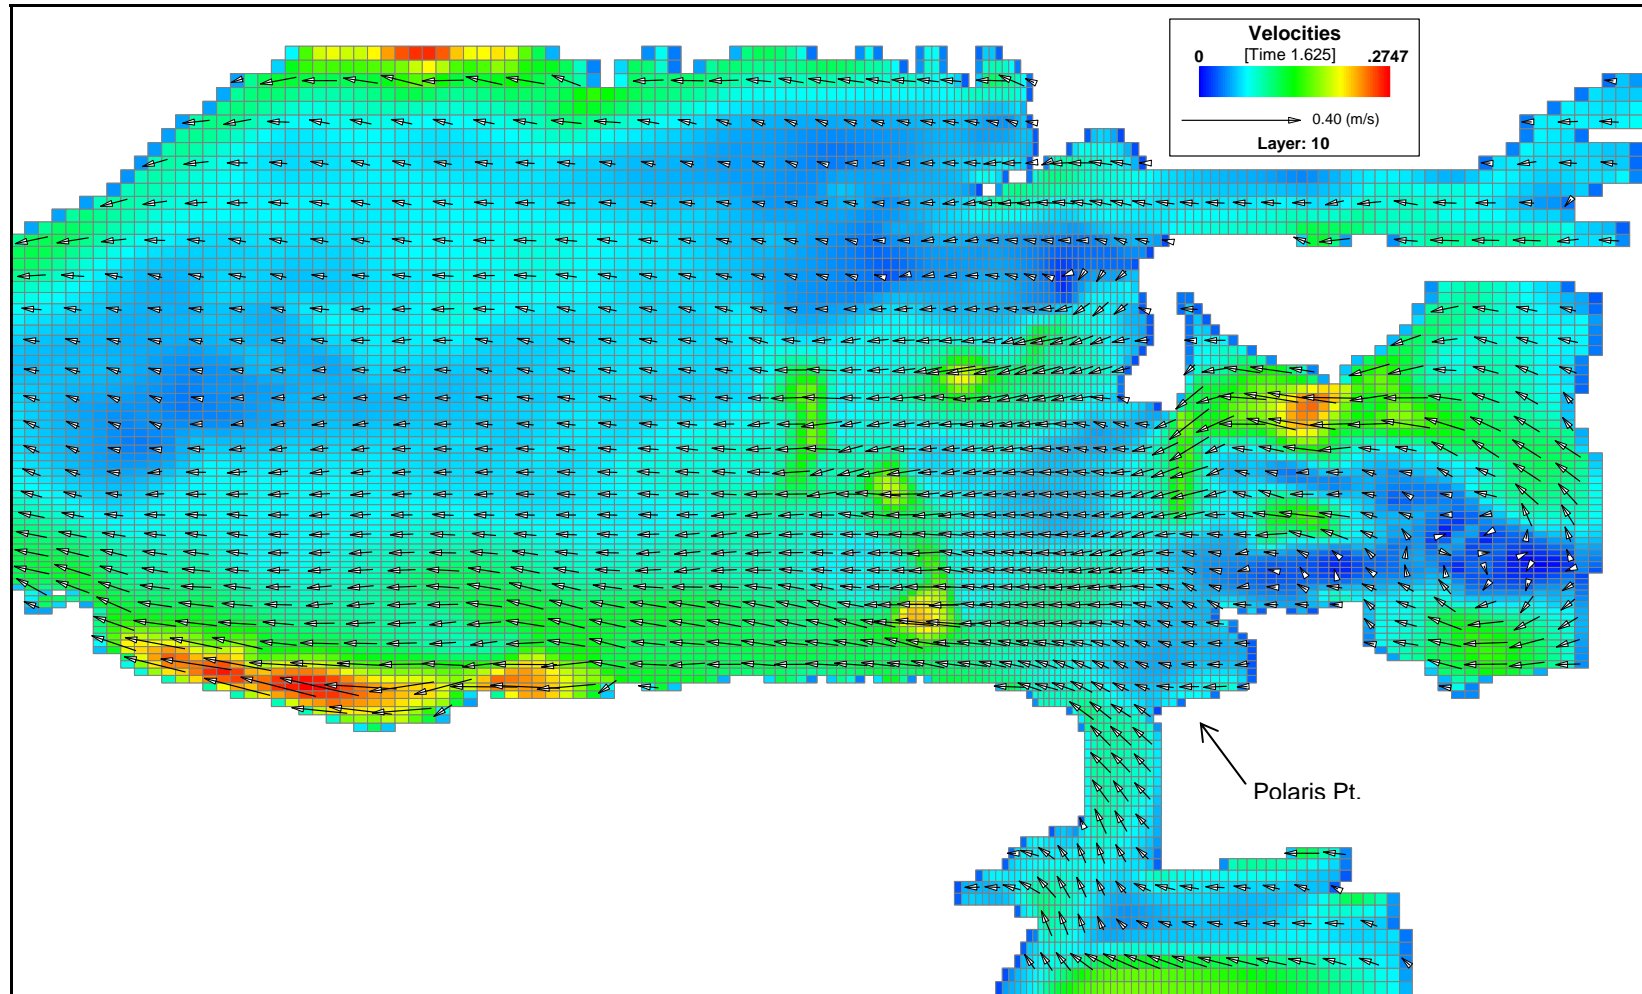 Velocities
0 [Time 1.625] .2747
0.40 (m/s)
Layer: 10
Polaris Pt.